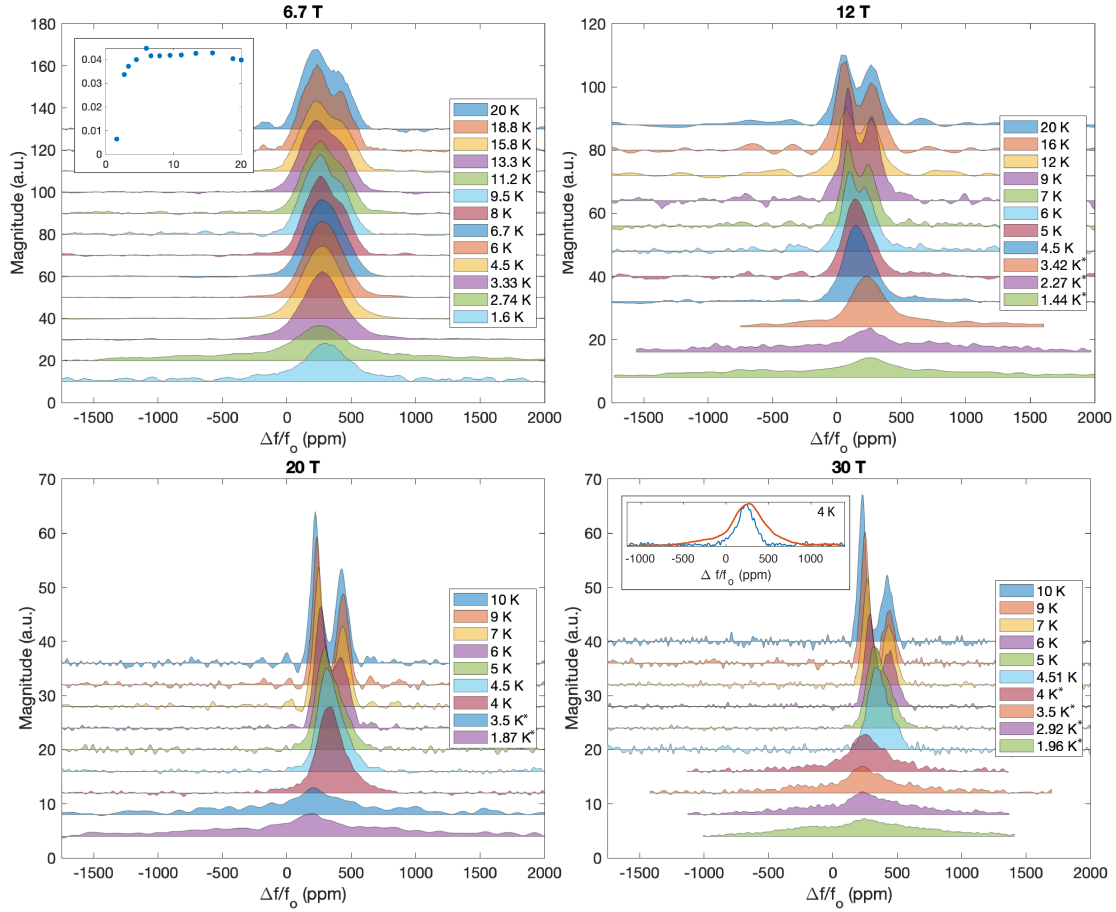 6.7 T
180
160
140
120
100
80
60
40
20
0
Magnitude (a.u.)
0.04
0.03
0.02
0.01
0
0
10
20
20 K
18.8 K
15.8 K
13.3 K
11.2 K
9.5 K
8 K
6.7 K
6 K
4.5 K
3.33 K
2.74 K
1.6 K
-1500 -1000 -500 0 500 1000 1500 2000
Δf/fo (ppm)
12 T
120
100
80
60
40
20
0
Magnitude (a.u.)
20 K
16 K
12 K
9 K
7 K
6 K
5 K
4.5 K
3.42 K*
2.27 K*
1.44 K*
-1500 -1000 -500 0 500 1000 1500 2000
Δf/fo (ppm)
20 T
70
60
50
40
30
20
10
0
Magnitude (a.u.)
10 K
9 K
7 K
6 K
5 K
4.5 K
4 K
3.5 K*
1.87 K*
-1500 -1000 -500 0 500 1000 1500 2000
Δf/fo (ppm)
30 T
70
60
50
40
30
20
10
0
Magnitude (a.u.)
4 K
-1000 -500 0 500 1000
Δ f/fo (ppm)
10 K
9 K
7 K
6 K
5 K
4.51 K
4 K*
3.5 K*
2.92 K*
1.96 K*
-1500 -1000 -500 0 500 1000 1500 2000
Δf/fo (ppm)